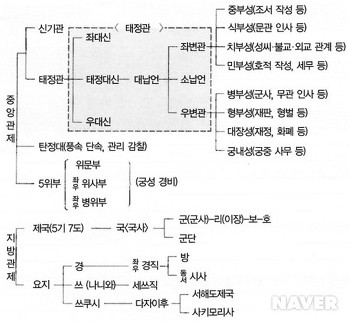 중부성(조서 작성 등)
신기관
〈 태정관 〉
식부성(문관 인사 등)
좌대신
좌변관
치부성(성씨·불교·외교 관계 등)
민부성(호적 작성, 세무 등)
태정관
태정대신
대납언
소납언
중앙관제
병부성(군사, 무관 인사 등)
우대신
우변관
형부성(재판, 형벌 등)
대장성(재정, 화폐 등)
탄정대(풍속 단속, 관리 감찰)
궁내성(궁중 사무 등)
위문부
5위부
좌우 위사부
(궁성 경비)
좌우 병위부
제국(5기 7도)
국〈국사〉
군(군사)-리(이장)-보-호
군단
지방관제
경
좌우 경직
방
동서 시사
요지
쓰 (나니와)
세쓰직
쓰쿠시
다자이후
서해도제국
사키모리사
NAVER